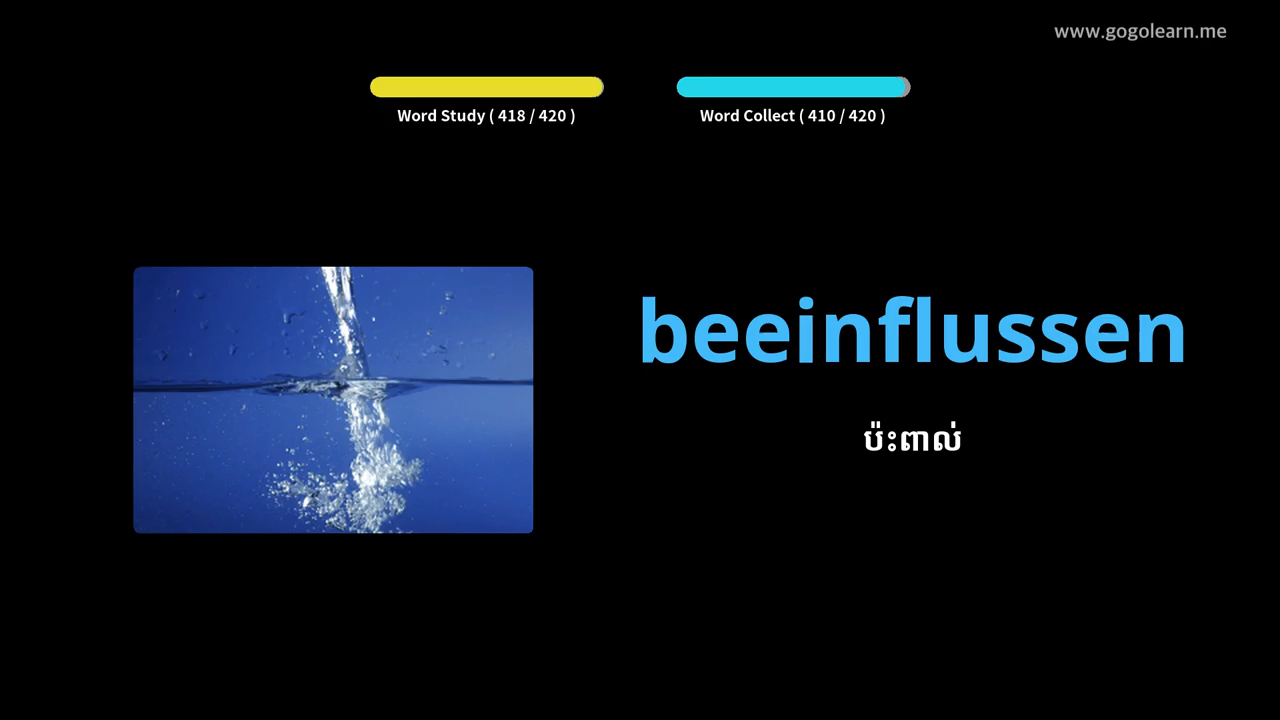 www.gogolearn.me
Word Study ( 418 / 420 )
Word Collect ( 410 / 420 )
beeinflussen
ប៉ះពាល់